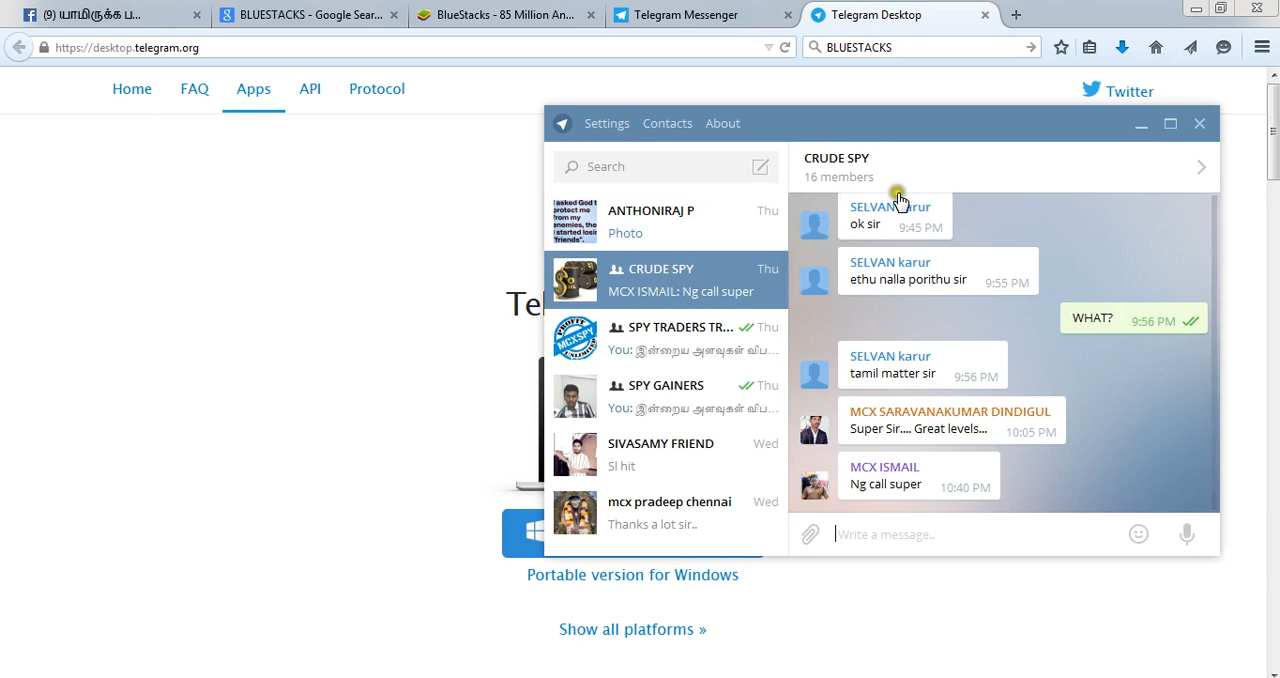 (9) யாமிருக்க ப...
BLUESTACKS - Google Sear...
BlueStacks - 85 Million An...
Telegram Messenger
Telegram Desktop
https://desktop.telegram.org
BLUESTACKS
Home FAQ Apps API Protocol
Twitter
Settings Contacts About
Search
CRUDE SPY
16 members
ANTHONIRAJ P Thu
Photo
CRUDE SPY Thu
MCX ISMAIL: Ng call super
SPY TRADERS TR... Thu
You: இன்றைய அளவுகள் விப...
SPY GAINERS Thu
You: இன்றைய அளவுகள் விப...
SIVASAMY FRIEND Wed
Sl hit
mcx pradeep chennai Wed
Thanks a lot sir..
SELVAN karur
ok sir 9:45 PM
SELVAN karur
ethu nalla porithu sir 9:55 PM
WHAT? 9:56 PM
SELVAN karur
tamil matter sir 9:56 PM
MCX SARAVANAKUMAR DINDIGUL
Super Sir.... Great levels... 10:05 PM
MCX ISMAIL
Ng call super 10:40 PM
Write a message..
Te
Portable version for Windows
Show all platforms »